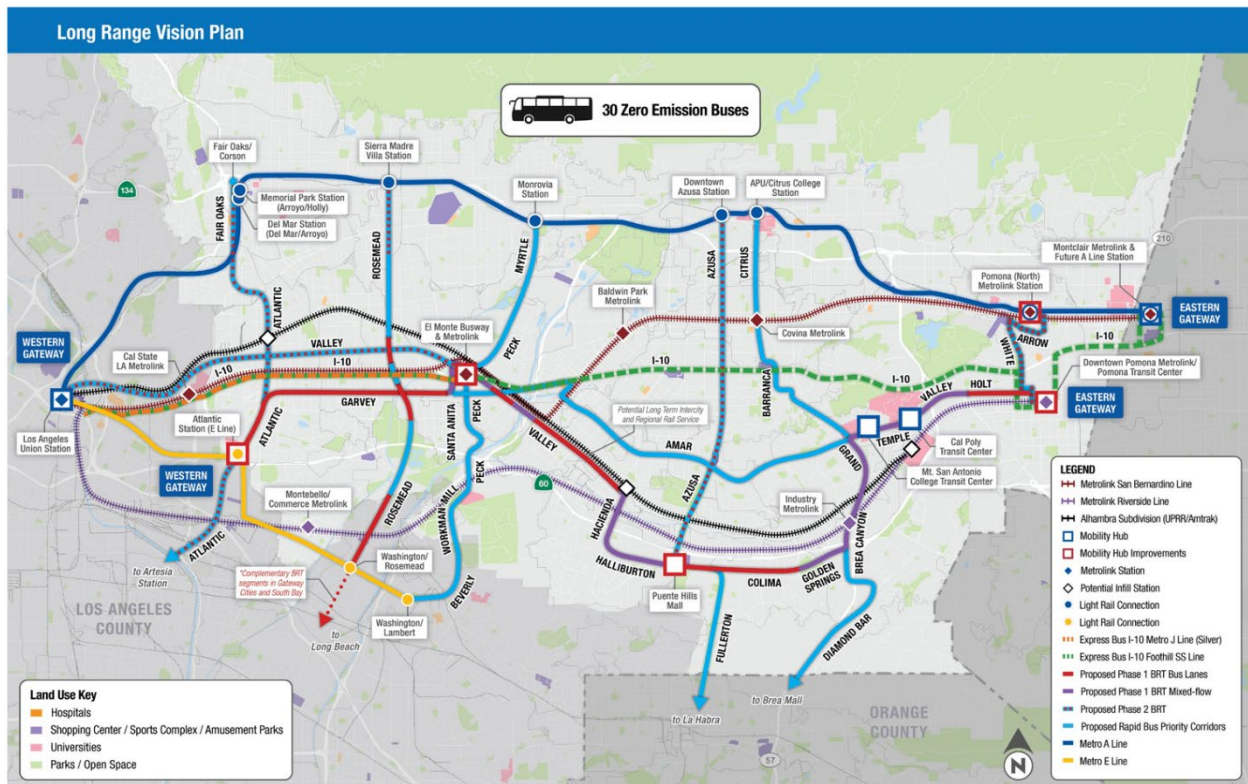 Long Range Vision Plan
30 Zero Emission Buses
Fair Oaks/
Corson
Sierra Madre
Villa Station
134
Memorial Park Station
(Arroyo/Holly)
Del Mar Station
(Del Mar/Arroyo)
FAIR OAKS
Monrovia
Station
Downtown
Azusa Station
APU/Citrus College
Station
210
Montclair Metrolink &
Future A Line Station
Pomona (North)
Metrolink Station
ROSEMEAD
MYRTLE
AZUSA
CITRUS
Baldwin Park
Metrolink
ATLANTIC
El Monte Busway
& Metrolink
Covina Metrolink
EASTERN
GATEWAY
WESTERN
GATEWAY
Cal State
LA Metrolink
VALLEY
I-10
I-10
PECK
I-10
I-10
ARROW
WHITE
Downtown Pomona Metrolink/
Pomona Transit Center
VALLEY
HOLT
EASTERN
GATEWAY
Los Angeles
Union Station
Atlantic
Station (E Line)
ATLANTIC
GARVEY
SANTA ANITA
PECK
VALLEY
Potential Long Term Intercity
and Regional Rail Service
BARRANCA
AMAR
GRAND
TEMPLE
Cal Poly
Transit Center
Mt. San Antonio
College Transit Center
WESTERN
GATEWAY
Montebello/
Commerce Metrolink
PECK
WORKMAN MILL
60
AZUSA
Industry
Metrolink
HACIENDA
BREA CANYON
ROSEMEAD
ATLANTIC
to Artesia
Station
*Complementary BRT
segments in Gateway
Cities and South Bay
Washington/
Rosemead
HALLIBURTON
COLIMA
GOLDEN
SPRINGS
Puente Hills
Mall
BEVERLY
Washington/
Lambert
to
Long Beach
LOS ANGELES
COUNTY
FULLERTON
DIAMOND BAR
to La Habra
to Brea Mall
ORANGE
COUNTY
57
N
Land Use Key
Hospitals
Shopping Center / Sports Complex / Amusement Parks
Universities
Parks / Open Space
LEGEND
Metrolink San Bernardino Line
Metrolink Riverside Line
Alhambra Subdivision (UPRR/Amtrak)
Mobility Hub
Mobility Hub Improvements
Metrolink Station
Potential Infill Station
Light Rail Connection
Light Rail Connection
Express Bus I-10 Metro J Line (Silver)
Express Bus I-10 Foothill SS Line
Proposed Phase 1 BRT Bus Lanes
Proposed Phase 1 BRT Mixed-flow
Proposed Phase 2 BRT
Proposed Rapid Bus Priority Corridors
Metro A Line
Metro E Line